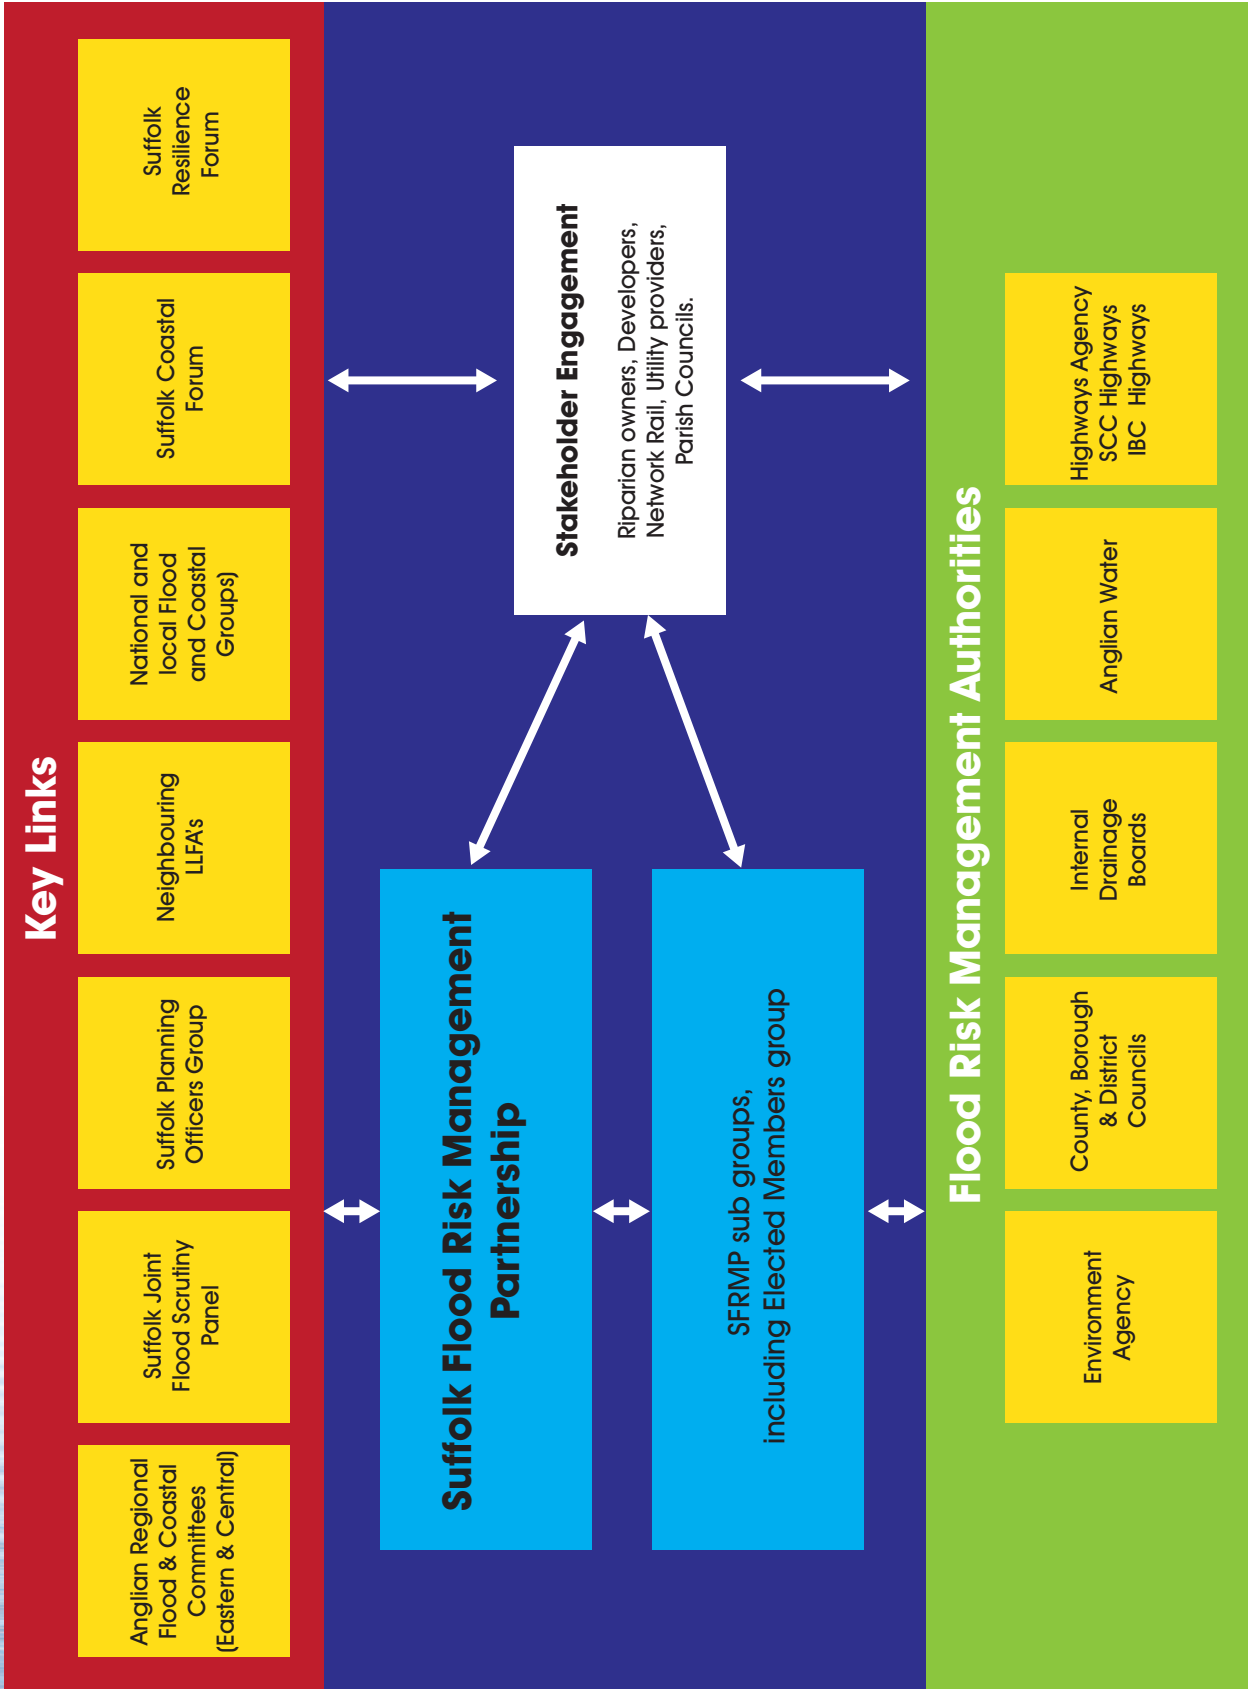 Key Links
Anglian Regional
Flood & Coastal
Committees
(Eastern & Central)
Suffolk Joint
Flood Scrutiny
Panel
Suffolk Planning
Officers Group
Neighbouring
LLFA's
National and
local Flood
and Coastal
Groups)
Suffolk Coastal
Forum
Suffolk
Resilience
Forum
Suffolk Flood Risk Management
Partnership
SFRMP sub groups,
including Elected Members group
Stakeholder Engagement
Riparian owners, Developers,
Network Rail, Utility providers,
Parish Councils.
Flood Risk Management Authorities
Environment
Agency
County, Borough
& District
Councils
Internal
Drainage
Boards
Anglian Water
Highways Agency
SCC Highways
IBC Highways